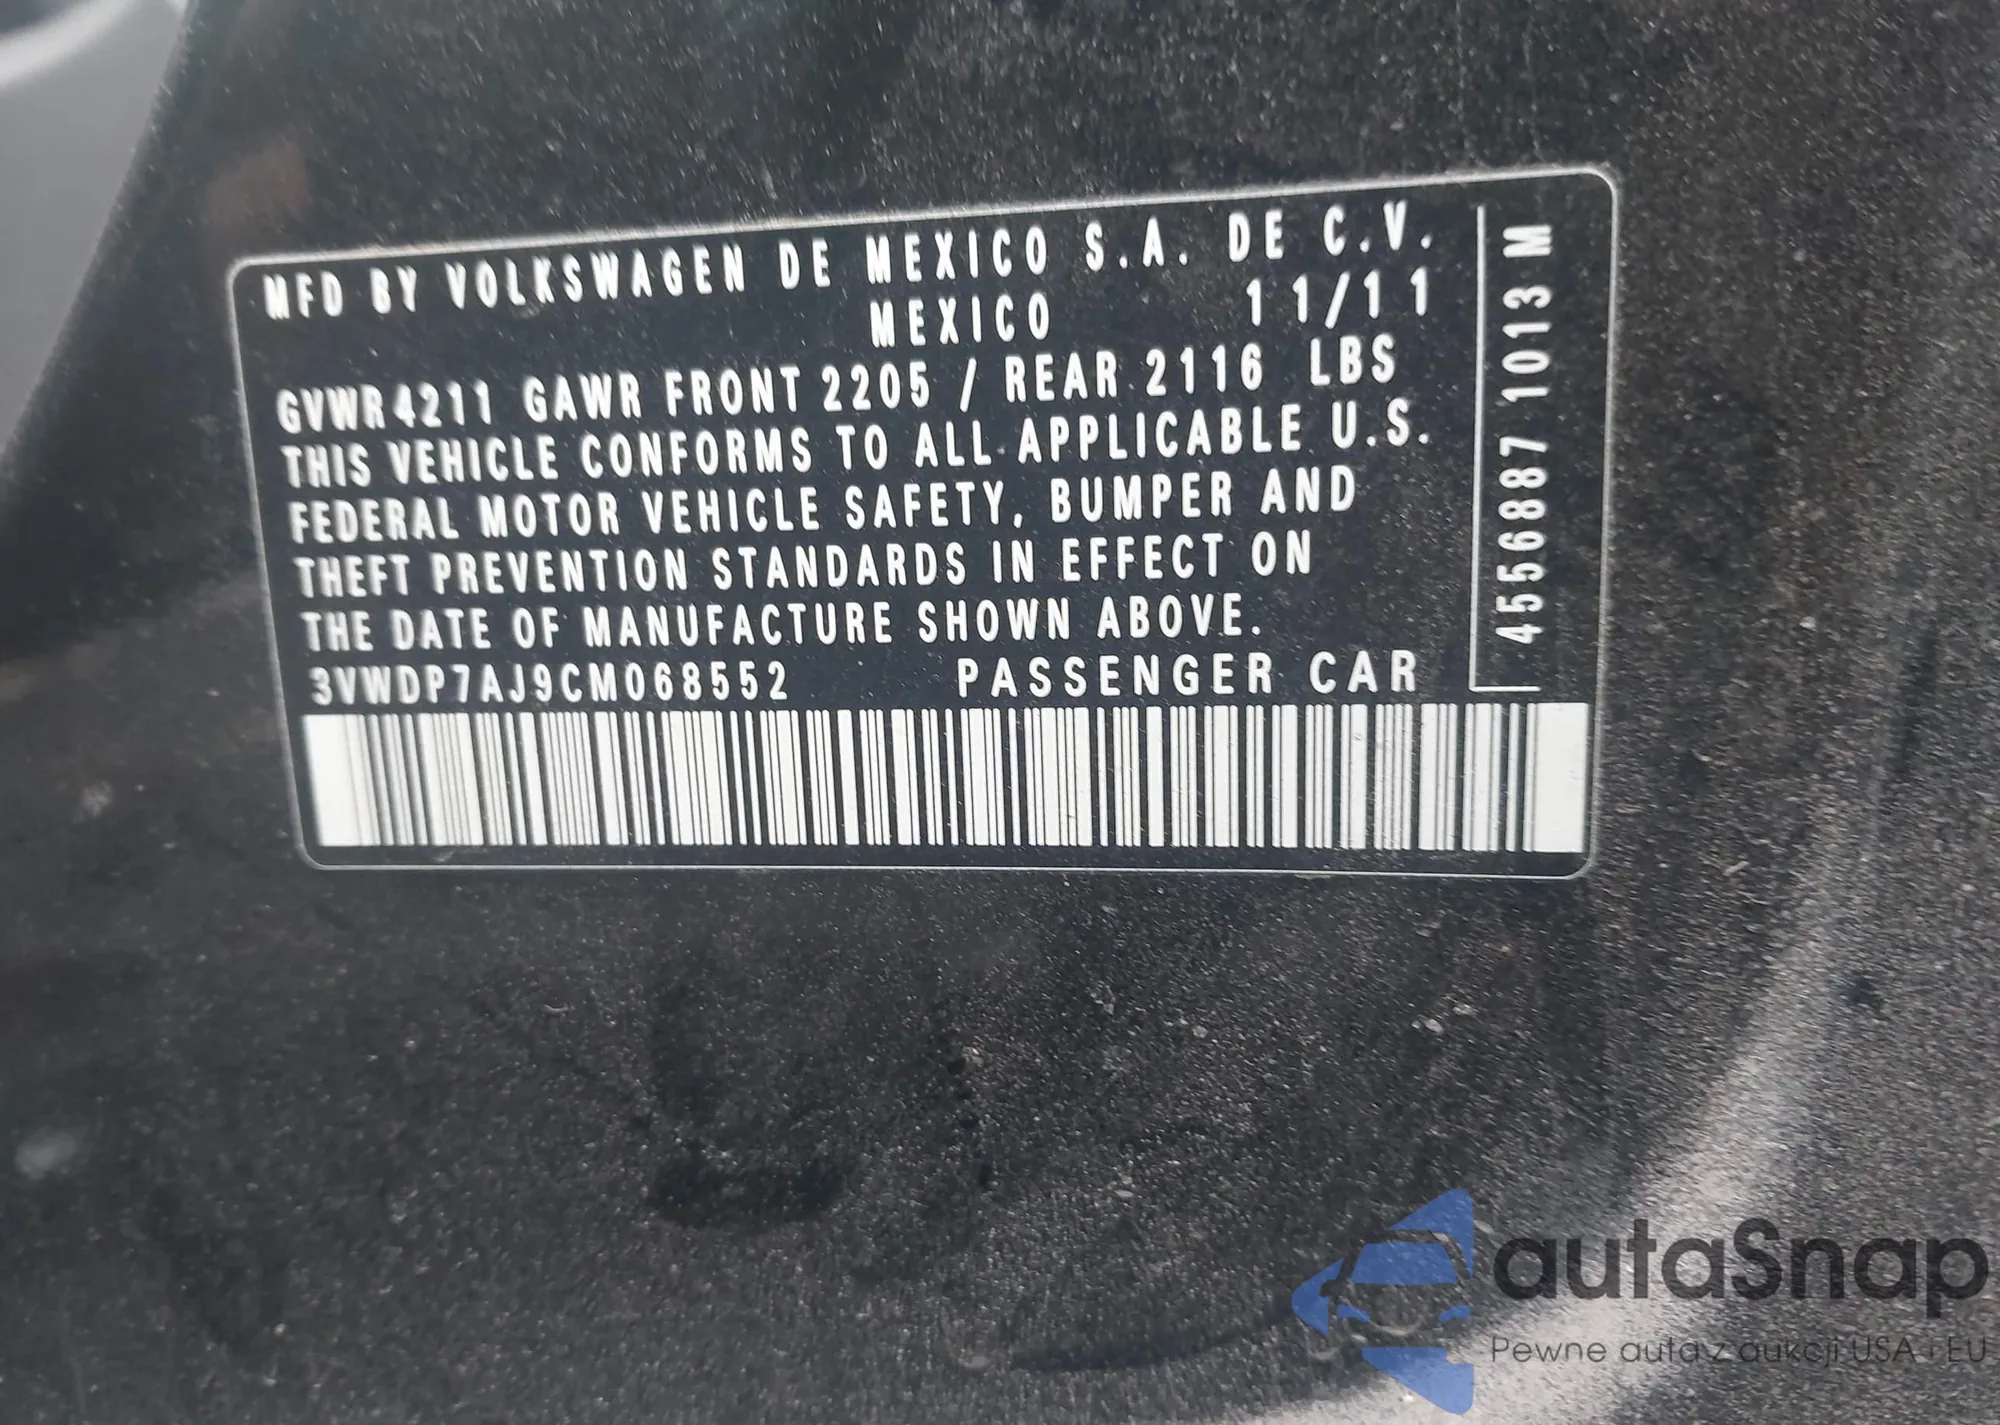 MFD BY VOLKSWAGEN DE MEXICO S.A. DE C.V.
MEXICO 11/11
GVWR 4211 GAWR FRONT 2205 / REAR 2116 LBS
THIS VEHICLE CONFORMS TO ALL APPLICABLE U.S.
FEDERAL MOTOR VEHICLE SAFETY, BUMPER AND
THEFT PREVENTION STANDARDS IN EFFECT ON
THE DATE OF MANUFACTURE SHOWN ABOVE.
3VWDP7AJ9CM068552 PASSENGER CAR
4556887 1013 M
autaSnap
Pewne auta z aukcji USA i EU